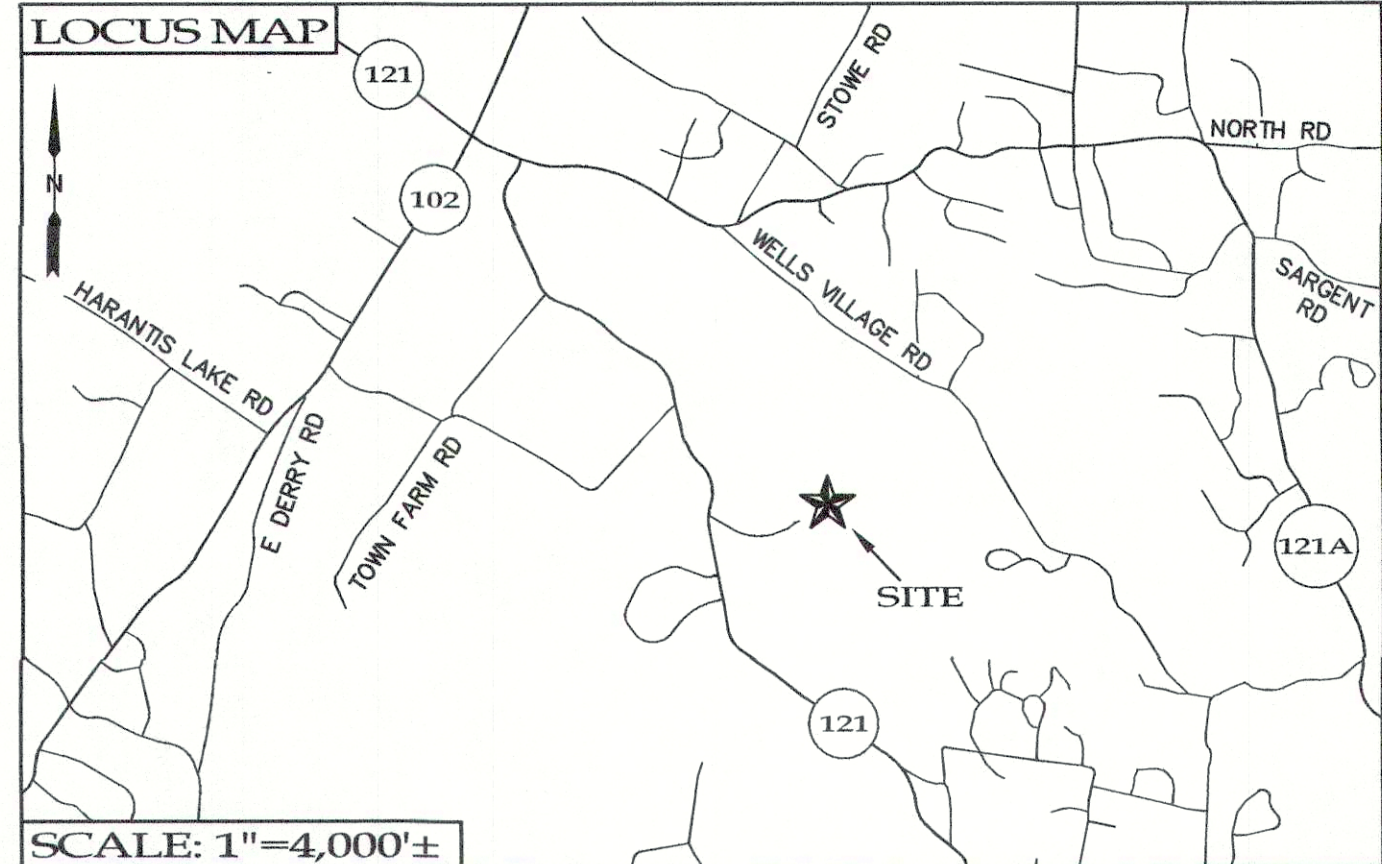 LOCUS MAP
121
STOWE RD
NORTH RD
N
102
WELLS VILLAGE RD
SARGENT
RD
HARANTIS LAKE RD
E DERRY RD
TOWN FARM RD
121A
SITE
121
SCALE: 1"=4,000'±